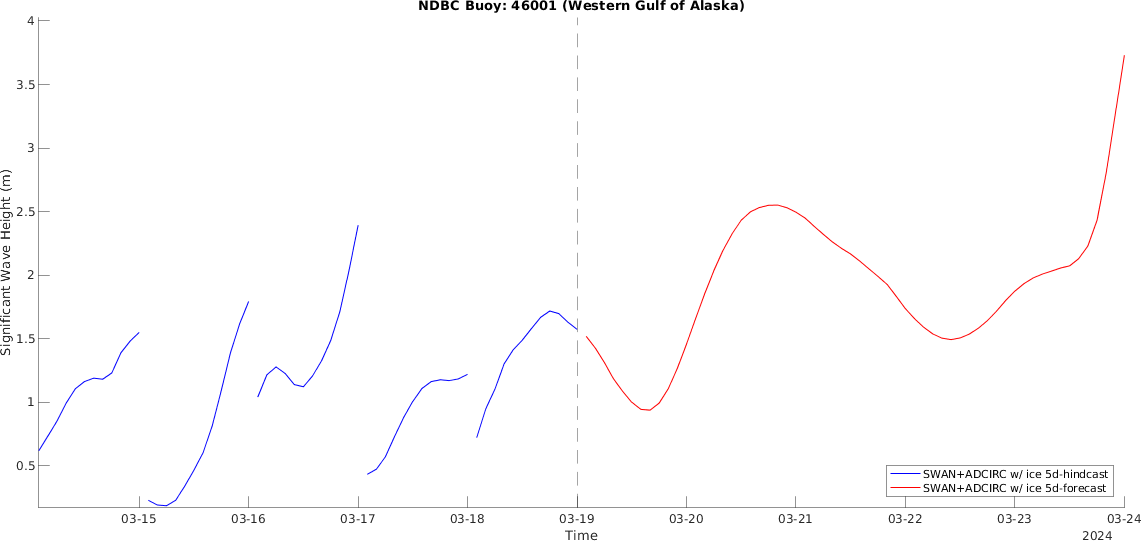 NDBC Buoy: 46001 (Western Gulf of Alaska)
Significant Wave Height (m)
4
3.5
3
2.5
2
1.5
1
0.5
03-15 03-16 03-17 03-18 03-19 03-20 03-21 03-22 03-23 03-24
Time
2024
SWAN+ADCIRC w/ ice 5d-hindcast
SWAN+ADCIRC w/ ice 5d-forecast